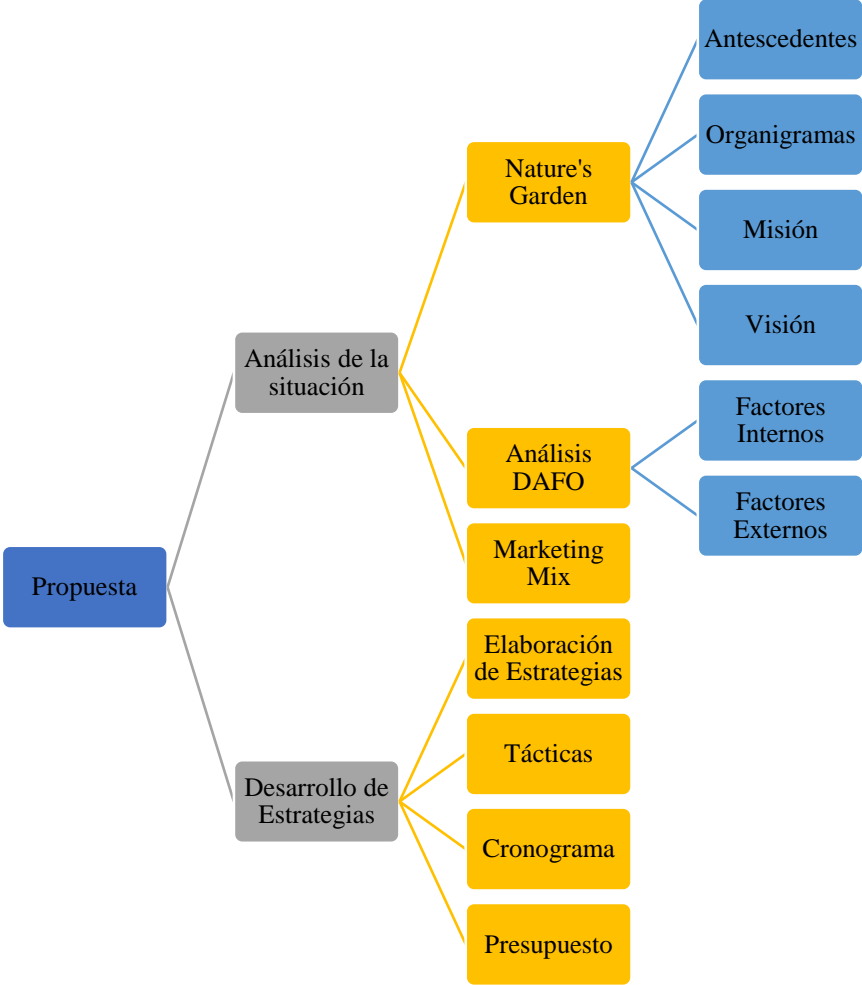 Propuesta
Análisis de la
situación
Nature's
Garden
Antescedentes
Organigramas
Misión
Visión
Análisis
DAFO
Factores
Internos
Factores
Externos
Marketing
Mix
Desarrollo de
Estrategias
Elaboración
de Estrategias
Tácticas
Cronograma
Presupuesto